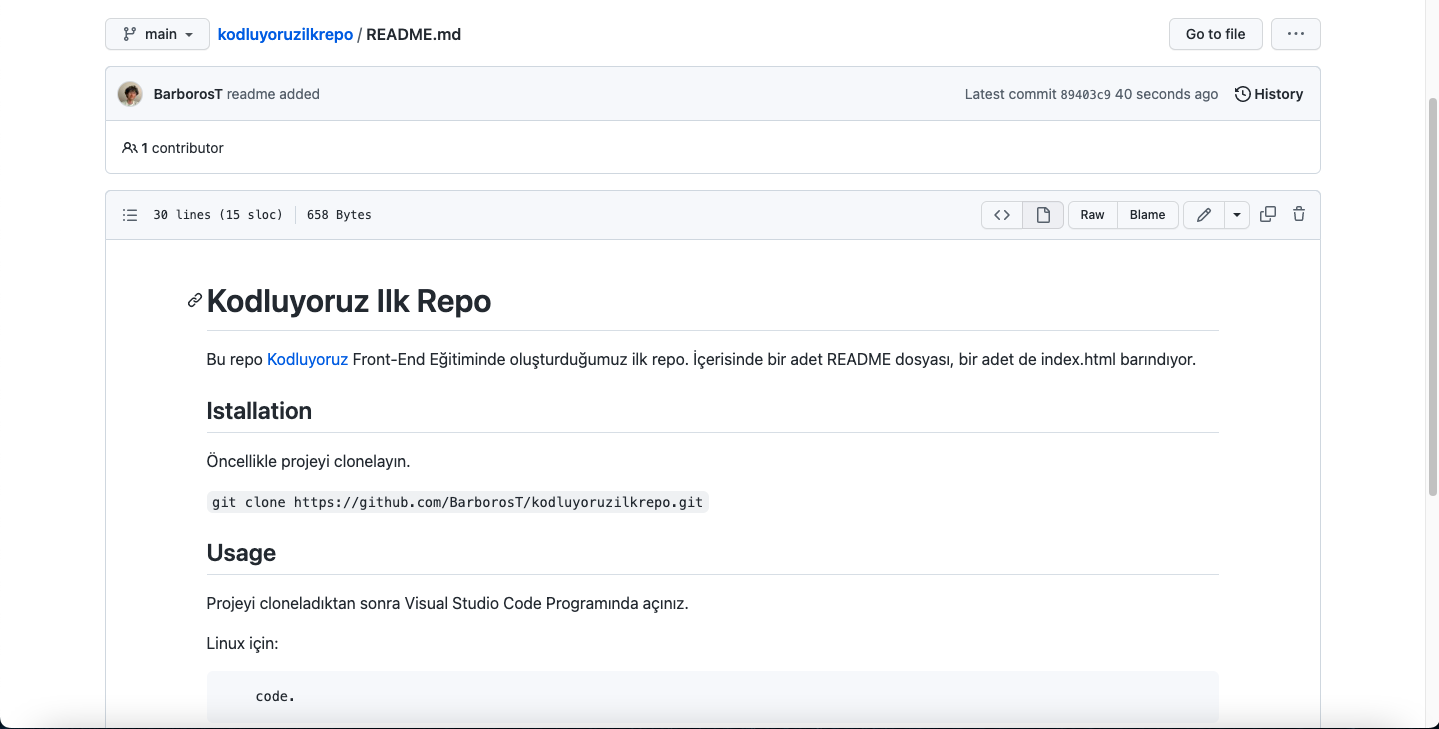 main
kodluyoruzilkrepo / README.md
Go to file
BarborosT readme added
Latest commit 89403c9 40 seconds ago
History
1 contributor
30 lines (15 sloc)
658 Bytes
Raw
Blame
Kodluyoruz Ilk Repo
Bu repo Kodluyoruz Front-End Eğitiminde oluşturduğumuz ilk repo. İçerisinde bir adet README dosyası, bir adet de index.html barındıyor.
Istallation
Öncellikle projeyi clonelayın.
git clone https://github.com/BarborosT/kodluyoruzilkrepo.git
Usage
Projeyi cloneladıktan sonra Visual Studio Code Programında açınız.
Linux için:
code.